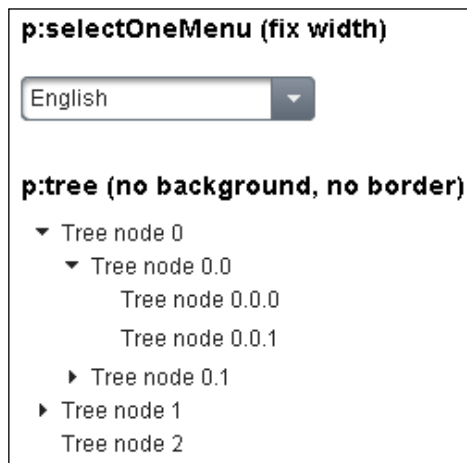 p:selectOneMenu (fix width)
English
p:tree (no background, no border)
Tree node 0
Tree node 0.0
Tree node 0.0.0
Tree node 0.0.1
Tree node 0.1
Tree node 1
Tree node 2